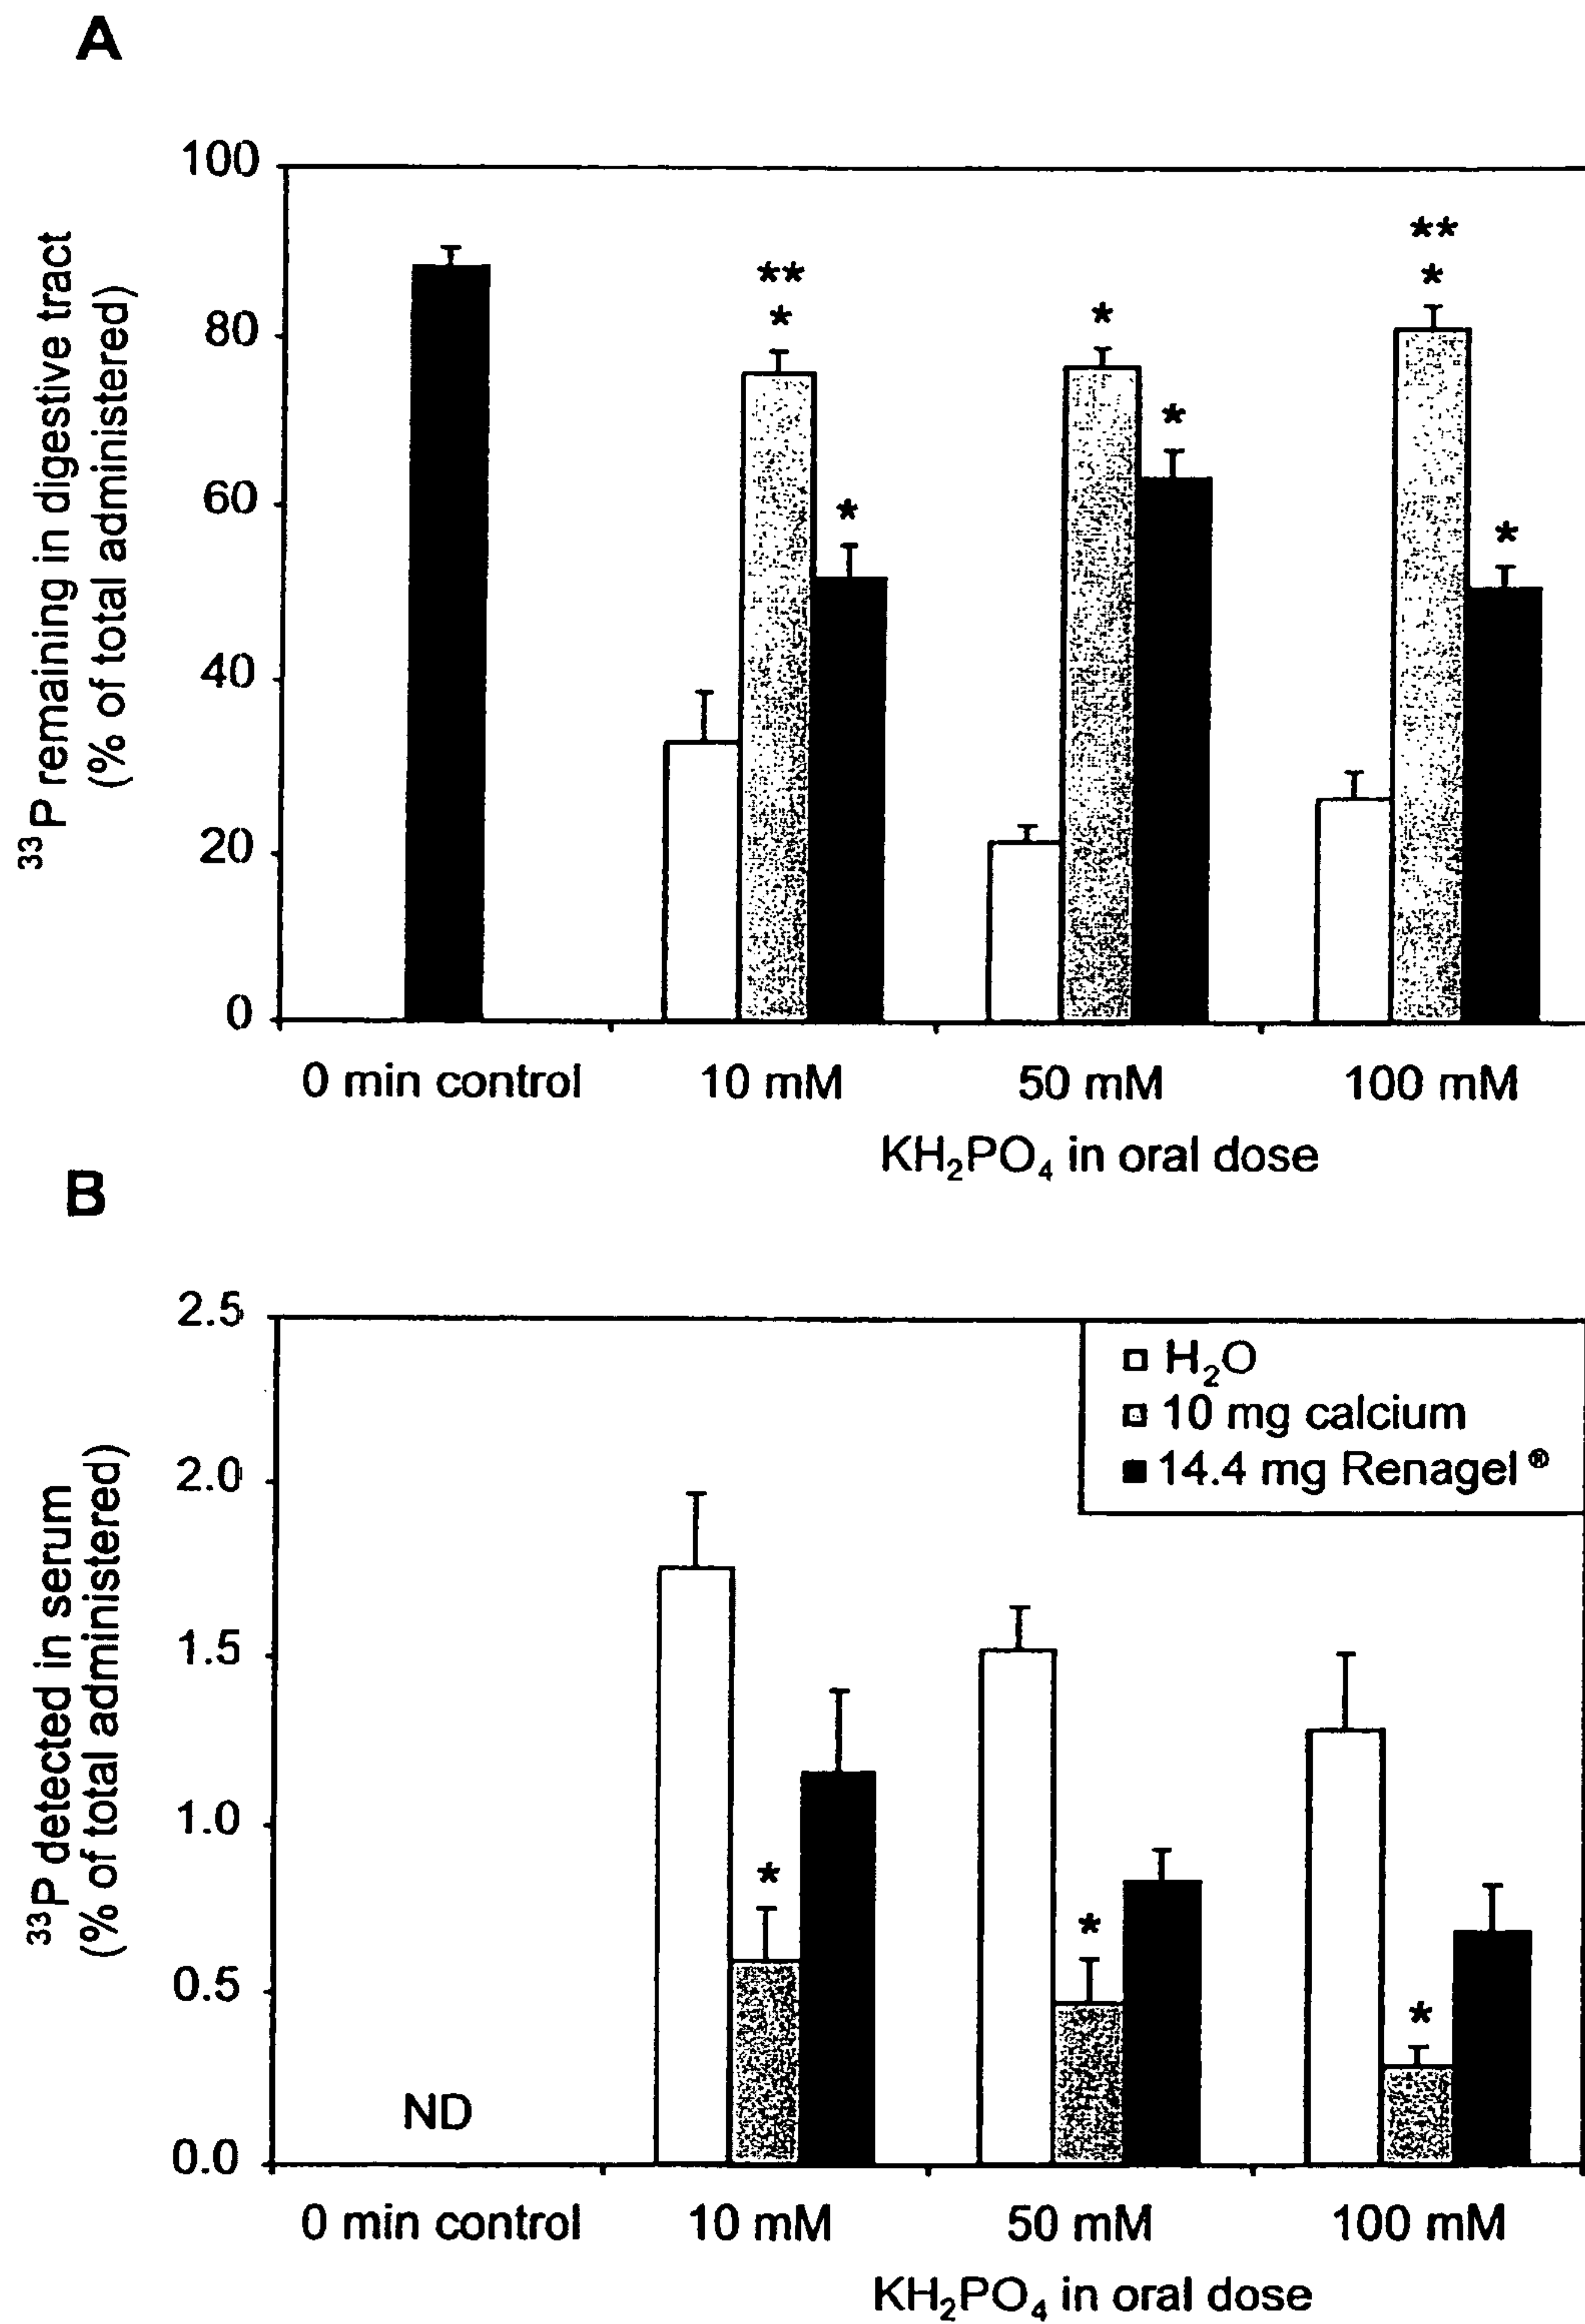 A
100
80
60
40
20
0
³³P remaining in digestive tract
(% of total administered)
**
*
*
*
*
**
*
*
0 min control 10 mM 50 mM 100 mM
KH₂PO₄ in oral dose
B
2.5
2.0
1.5
1.0
0.5
0.0
³³P detected in serum
(% of total administered)
H₂O
10 mg calcium
14.4 mg Renagel ®
*
*
*
ND
0 min control 10 mM 50 mM 100 mM
KH₂PO₄ in oral dose